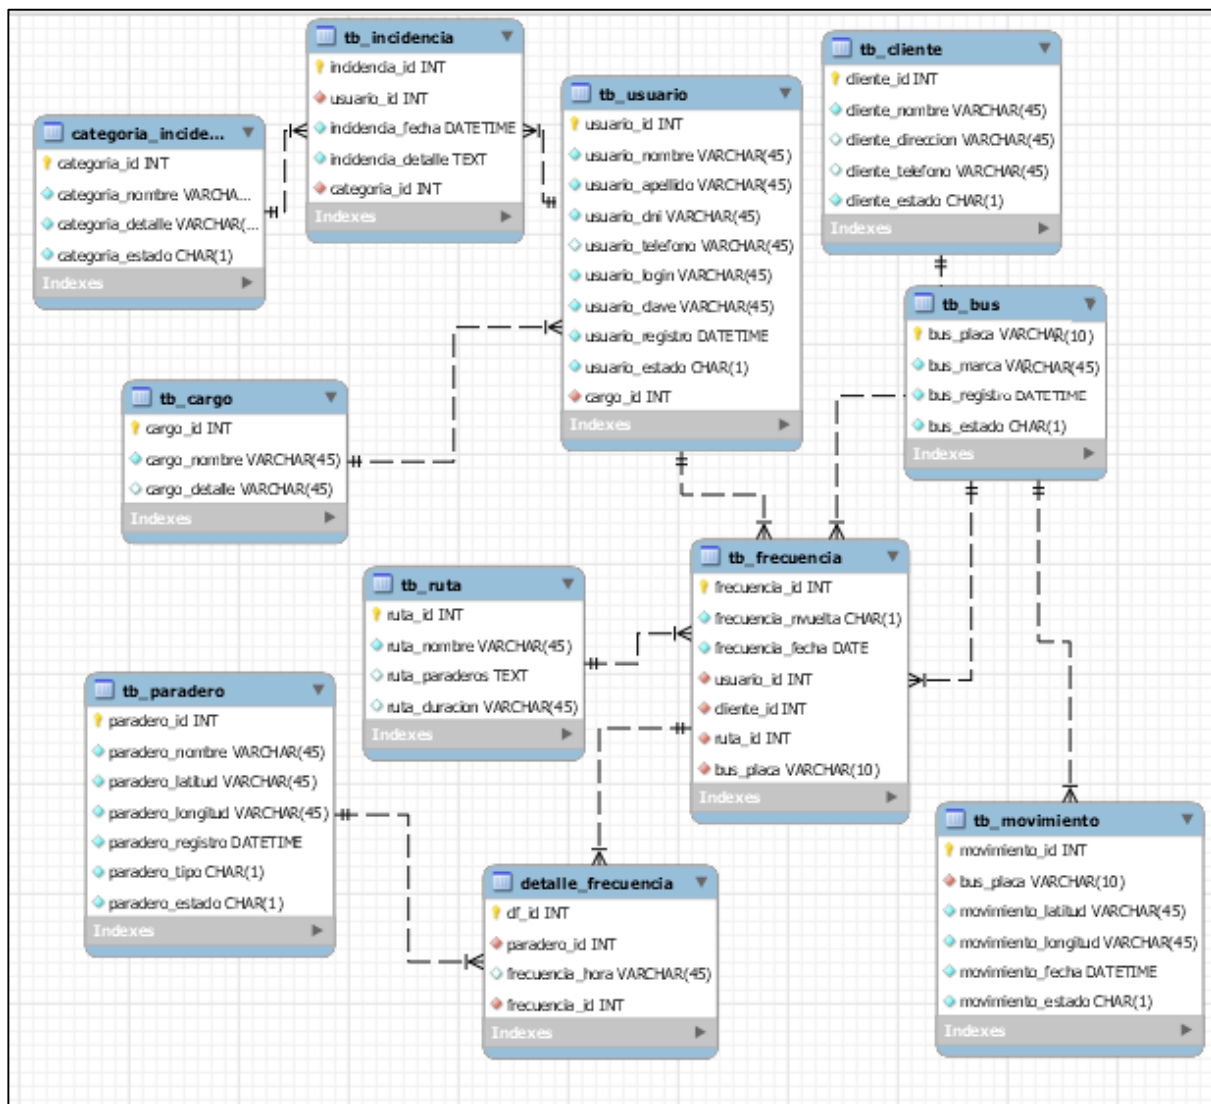 tb_incidencia
incidencia_id INT
usuario_id INT
incidencia_fecha DATETIME
incidencia_detalle TEXT
categoria_id INT
Indexes
tb_cliente
cliente_id INT
cliente_nombre VARCHAR(45)
cliente_direccion VARCHAR(45)
cliente_telefono VARCHAR(45)
cliente_estado CHAR(1)
Indexes
tb_usuario
usuario_id INT
usuario_nombre VARCHAR(45)
usuario_apellido VARCHAR(45)
usuario_dni VARCHAR(45)
usuario_telefono VARCHAR(45)
usuario_login VARCHAR(45)
usuario_clave VARCHAR(45)
usuario_registro DATETIME
usuario_estado CHAR(1)
cargo_id INT
Indexes
categoria_incide...
categoria_id INT
categoria_nombre VARCHA...
categoria_detalle VARCHAR(...
categoria_estado CHAR(1)
Indexes
tb_bus
bus_placa VARCHAR(10)
bus_marca VARCHAR(45)
bus_registro DATETIME
bus_estado CHAR(1)
Indexes
tb_cargo
cargo_id INT
cargo_nombre VARCHAR(45)
cargo_detalle VARCHAR(45)
Indexes
tb_frecuencia
frecuencia_id INT
frecuencia_nvuelta CHAR(1)
frecuencia_fecha DATE
usuario_id INT
cliente_id INT
ruta_id INT
bus_placa VARCHAR(10)
Indexes
tb_ruta
ruta_id INT
ruta_nombre VARCHAR(45)
ruta_paraderos TEXT
ruta_duracion VARCHAR(45)
Indexes
tb_paradero
paradero_id INT
paradero_nombre VARCHAR(45)
paradero_latitud VARCHAR(45)
paradero_longitud VARCHAR(45)
paradero_registro DATETIME
paradero_tipo CHAR(1)
paradero_estado CHAR(1)
Indexes
tb_movimiento
movimiento_id INT
bus_placa VARCHAR(10)
movimiento_latitud VARCHAR(45)
movimiento_longitud VARCHAR(45)
movimiento_fecha DATETIME
movimiento_estado CHAR(1)
Indexes
detalle_frecuencia
df_id INT
paradero_id INT
frecuencia_hora VARCHAR(45)
frecuencia_id INT
Indexes